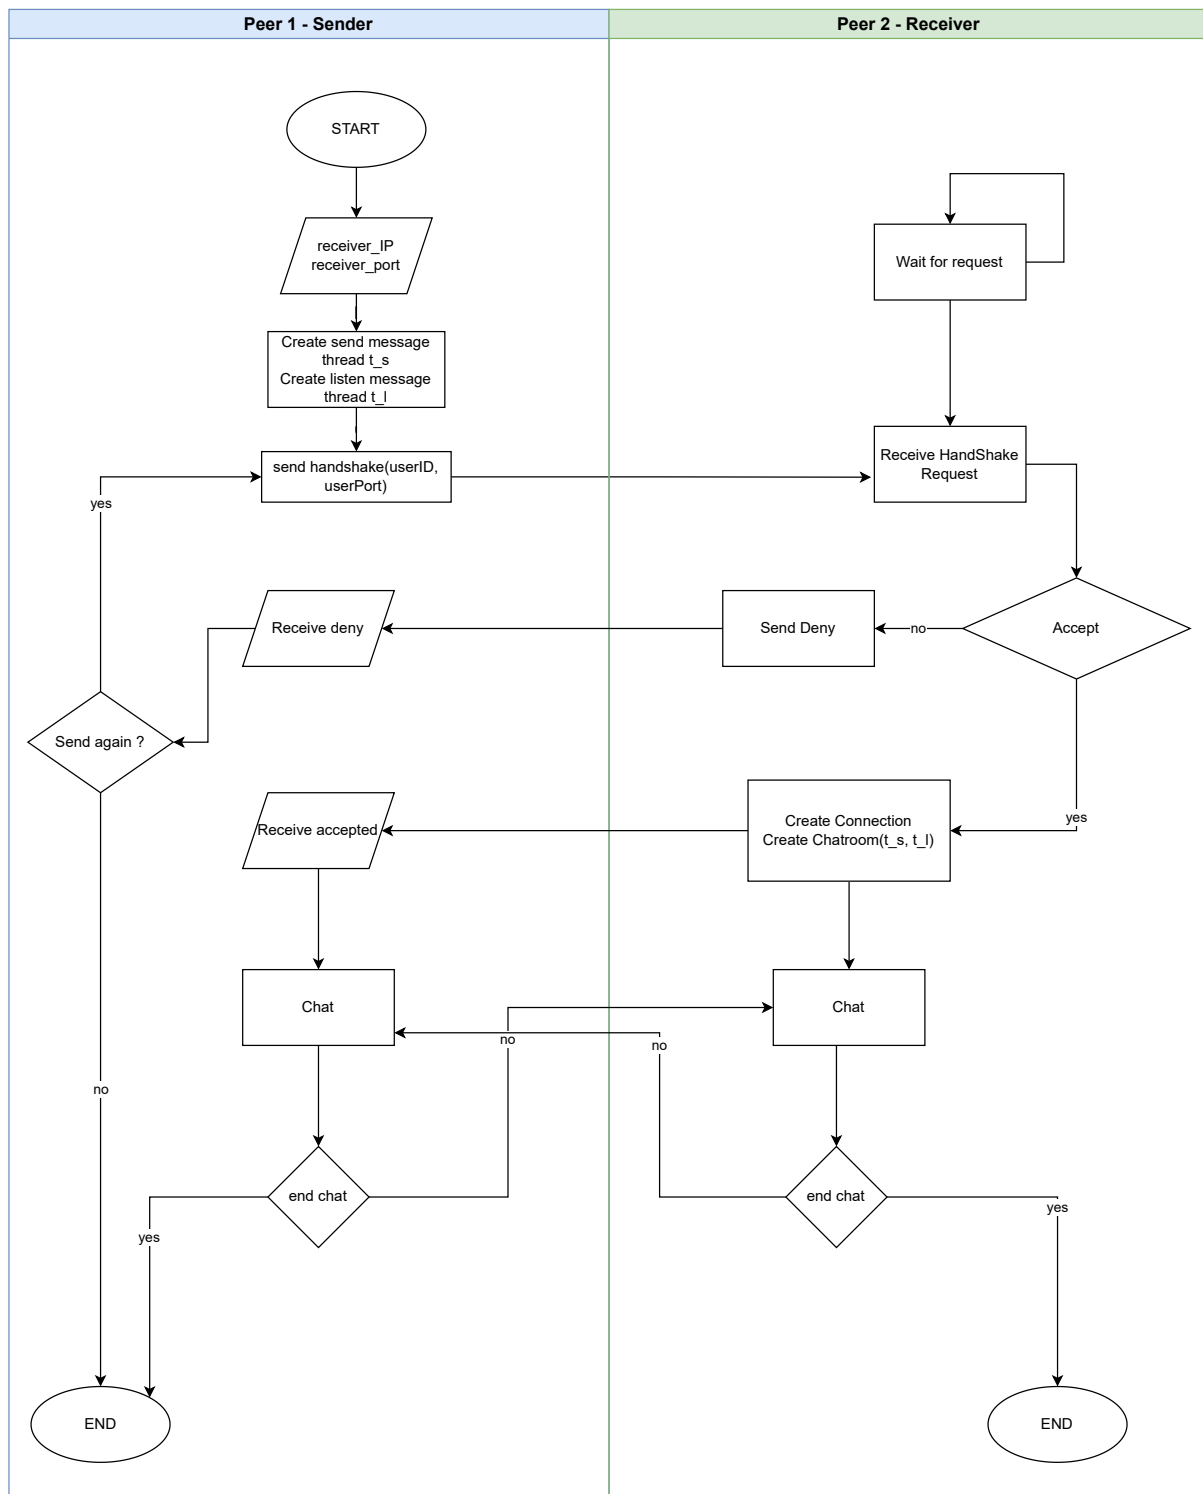 Peer 1 - Sender
Peer 2 - Receiver
START
receiver_IP
receiver_port
Wait for request
Create send message
thread t_s
Create listen message
thread t_l
send handshake(userID,
userPort)
Receive HandShake
Request
yes
Receive deny
Send Deny
no
Accept
Send again ?
Receive accepted
Create Connection
Create Chatroom(t_s, t_l)
yes
Chat
Chat
no
no
no
end chat
end chat
yes
yes
END
END